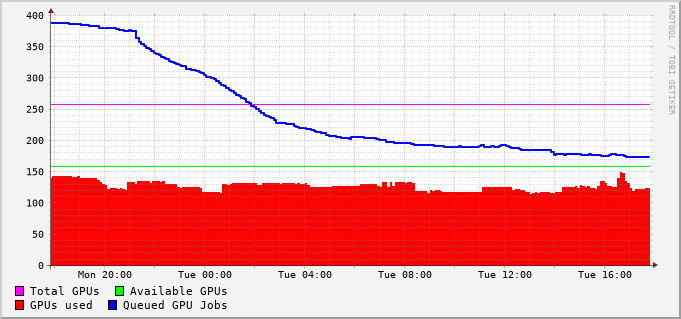 400
350
300
250
200
150
100
50
0
Mon 20:00 Tue 00:00 Tue 04:00 Tue 08:00 Tue 12:00 Tue 16:00
Total GPUs Available GPUs
GPUs used Queued GPU Jobs
RRDTOOL / TOBI OETIKER